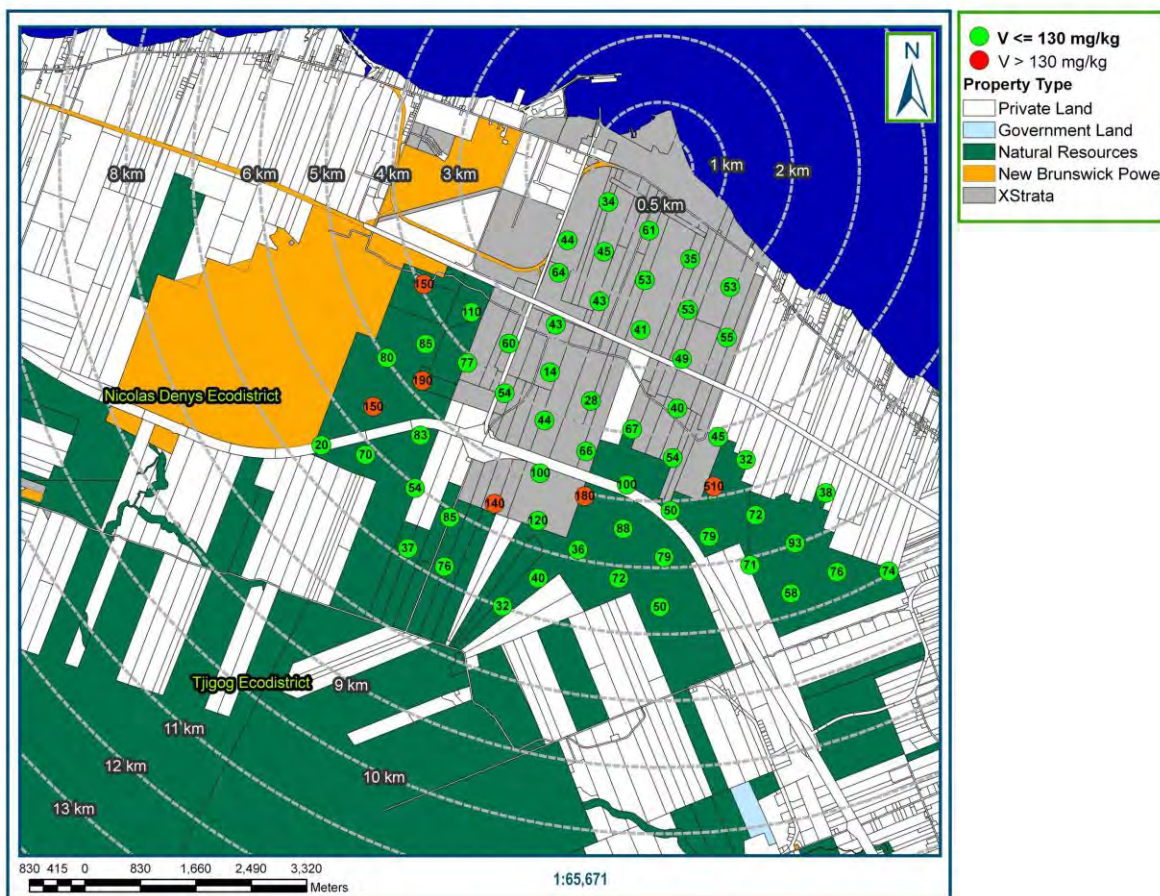 N
V <= 130 mg/kg
V > 130 mg/kg
Property Type
Private Land
Government Land
Natural Resources
New Brunswick Power
XStrata
8 km
6 km
5 km
4 km
3 km
1 km
2 km
0.5 km
34
61
44
45
35
64
53
53
150
43
53
110
43
41
55
60
85
80
77
49
14
190
54
28
40
150
Nicolas Denys Ecodistrict
44
67
83
45
20
70
66
54
32
100
54
100
510
38
140
180
50
72
85
120
88
79
93
37
36
79
71
76
76
74
40
72
58
32
50
Tjigog Ecodistrict
9 km
11 km
12 km
10 km
13 km
830 415 0 830 1,660 2,490 3,320
Meters
1:65,671